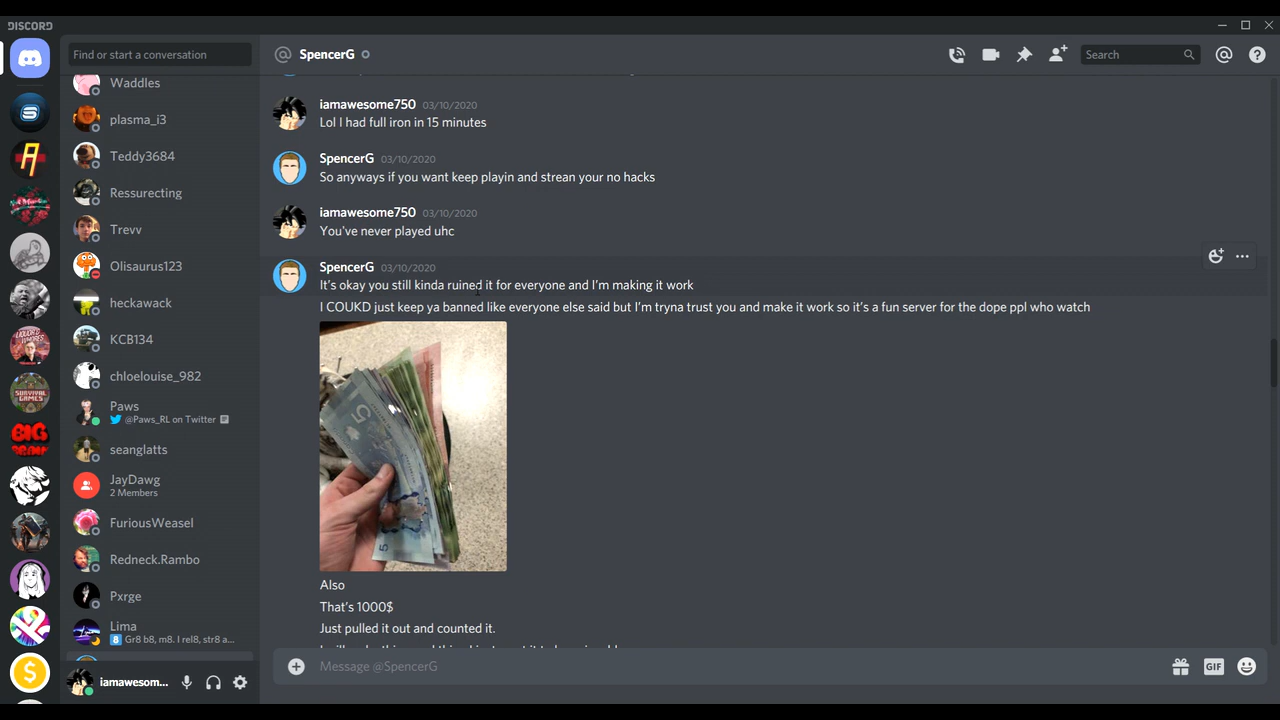 DISCORD
Find or start a conversation
SpencerG
Search
Waddles
plasma_i3
Teddy3684
Ressurecting
Trevv
Olisaurus123
heckawack
KCB134
chloelouise_982
Paws
@Paws_RL on Twitter
seanglatts
JayDawg
2 Members
FuriousWeasel
Redneck.Rambo
Pxrge
Lima
8 Gr8 b8, m8. I rel8, str8 a...
iamawesom...
iamawesome750 03/10/2020
Lol I had full iron in 15 minutes
SpencerG 03/10/2020
So anyways if you want keep playin and strean your no hacks
iamawesome750 03/10/2020
You've never played uhc
SpencerG 03/10/2020
It's okay you still kinda ruined it for everyone and I'm making it work
I COUKD just keep ya banned like everyone else said but I'm tryna trust you and make it work so it's a fun server for the dope ppl who watch
5
5
Also
That's 1000$
Just pulled it out and counted it.
Message @SpencerG
GIF
SURVIVAL
GAMES
BIG